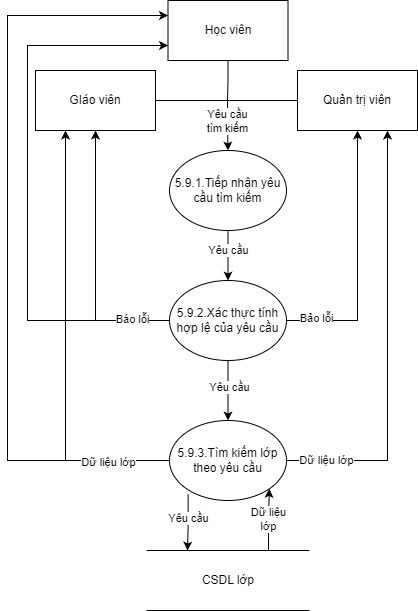 Học viên
GIáo viên
Quản trị viên
Yêu cầu
tìm kiếm
5.9.1.Tiếp nhận yêu
cầu tìm kiếm
Yêu cầu
5.9.2.Xác thực tính
hợp lệ của yêu cầu
Báo lỗi
Bảo lỗi
Yêu cầu
5.9.3.Tìm kiếm lớp
theo yêu cầu
Dữ liệu lớp
Dữ liệu lớp
Yêu cầu
Dữ liệu
lớp
CSDL lớp